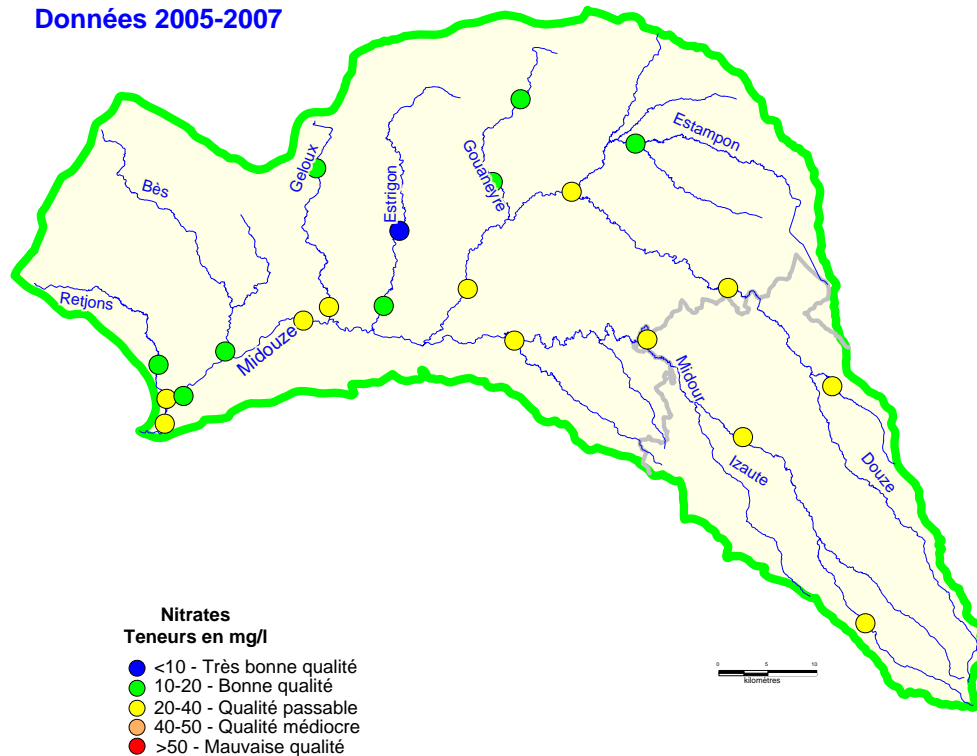 Données 2005-2007
Estampon
Gouaneyre
Geloux
Bès
Estrigon
Retjons
Midouze
Midour
Izaute
Douze
Nitrates
Teneurs en mg/l
<10 - Très bonne qualité
10-20 - Bonne qualité
20-40 - Qualité passable
40-50 - Qualité médiocre
>50 - Mauvaise qualité
0 5 10
kilomètres